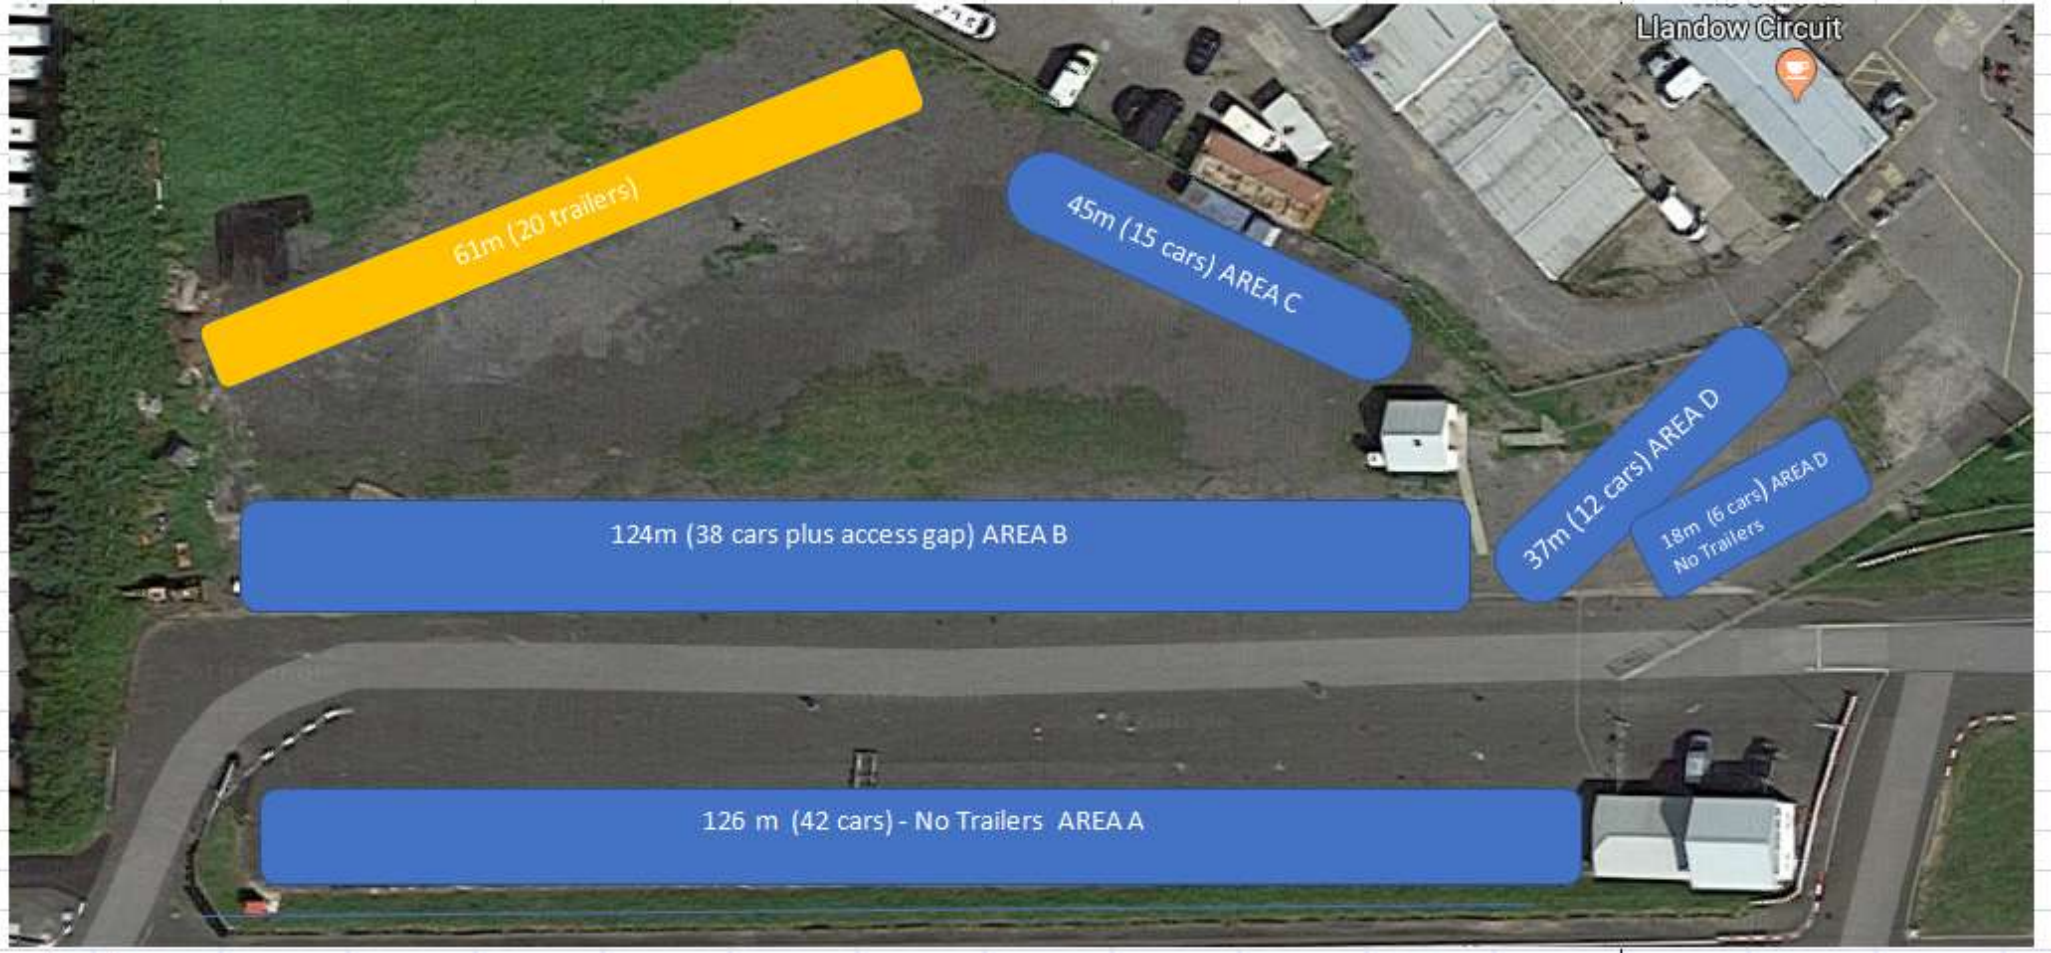 Llandow Circuit
61m (20 trailers)
45m (15 cars) AREA C
37m (12 cars) AREA D
18m (6 cars) AREA D
No Trailers
124m (38 cars plus access gap) AREA B
126 m (42 cars) - No Trailers AREA A